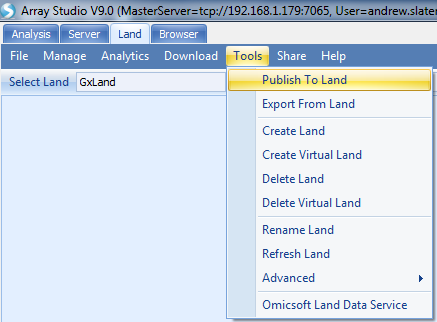 Array Studio V9.0 (MasterServer=tcp://192.168.1.179:7065, User=andrew.slate
Analysis Server Land Browser
File Manage Analytics Download Tools Share Help
Select Land GxLand
Publish To Land
Export From Land
Create Land
Create Virtual Land
Delete Land
Delete Virtual Land
Rename Land
Refresh Land
Advanced
Omicsoft Land Data Service